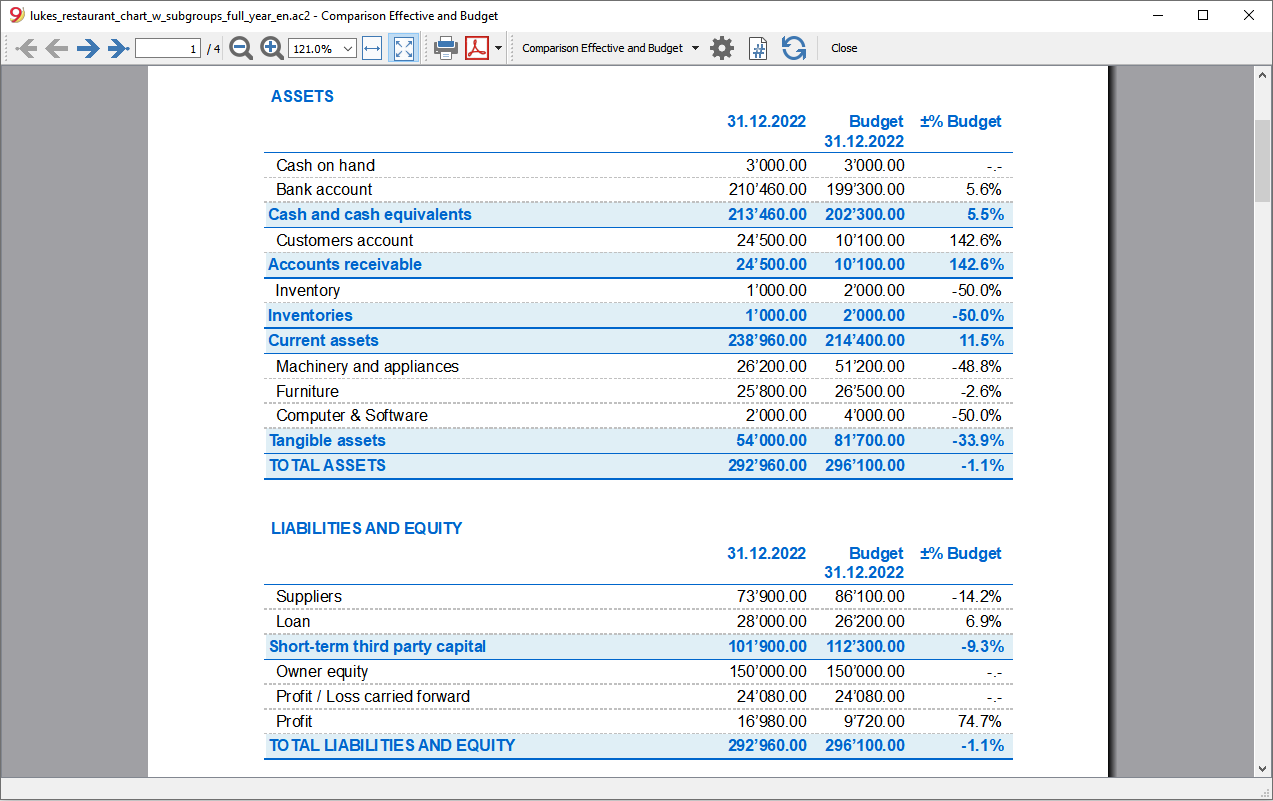 lukes_restaurant_chart_w_subgroups_full_year_en.ac2 - Comparison Effective and Budget
1 / 4 121.0% Comparison Effective and Budget Close
ASSETS
31.12.2022 Budget 31.12.2022 ±% Budget
Cash on hand 3’000.00 3’000.00 -.-
Bank account 210’460.00 199’300.00 5.6%
Cash and cash equivalents 213’460.00 202’300.00 5.5%
Customers account 24’500.00 10’100.00 142.6%
Accounts receivable 24’500.00 10’100.00 142.6%
Inventory 1’000.00 2’000.00 -50.0%
Inventories 1’000.00 2’000.00 -50.0%
Current assets 238’960.00 214’400.00 11.5%
Machinery and appliances 26’200.00 51’200.00 -48.8%
Furniture 25’800.00 26’500.00 -2.6%
Computer & Software 2’000.00 4’000.00 -50.0%
Tangible assets 54’000.00 81’700.00 -33.9%
TOTAL ASSETS 292’960.00 296’100.00 -1.1%
LIABILITIES AND EQUITY
31.12.2022 Budget 31.12.2022 ±% Budget
Suppliers 73’900.00 86’100.00 -14.2%
Loan 28’000.00 26’200.00 6.9%
Short-term third party capital 101’900.00 112’300.00 -9.3%
Owner equity 150’000.00 150’000.00 -.-
Profit / Loss carried forward 24’080.00 24’080.00 -.-
Profit 16’980.00 9’720.00 74.7%
TOTAL LIABILITIES AND EQUITY 292’960.00 296’100.00 -1.1%